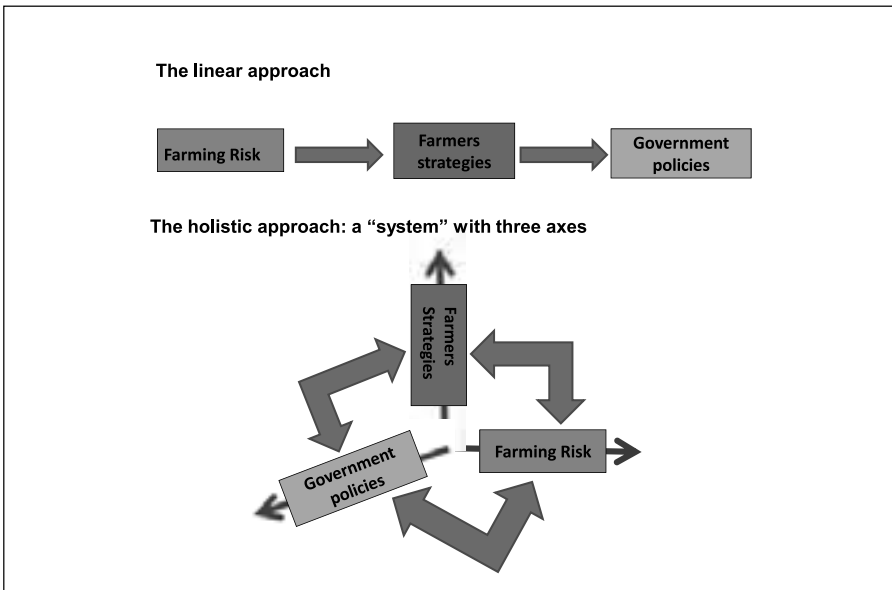 The linear approach
Farming Risk
Farmers
strategies
Government
policies
The holistic approach: a “system” with three axes
Farmers
Strategies
Government
policies
Farming Risk